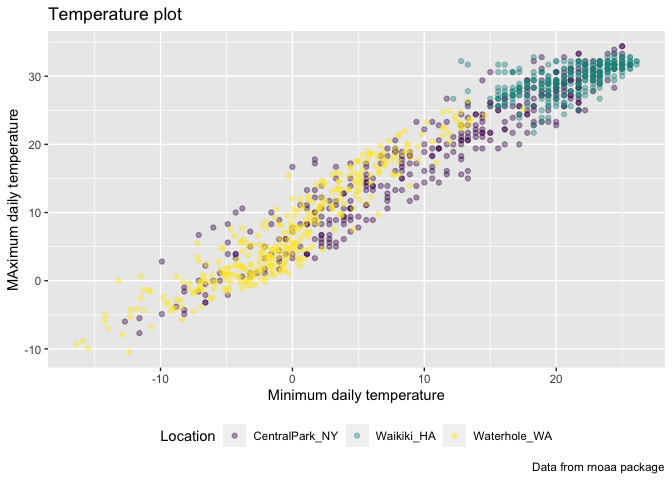 Temperature plot
MAximum daily temperature
30
20
10
0
-10
-10 0 10 20
Minimum daily temperature
Location CentralPark_NY Waikiki_HA Waterhole_WA
Data from rnoaa package